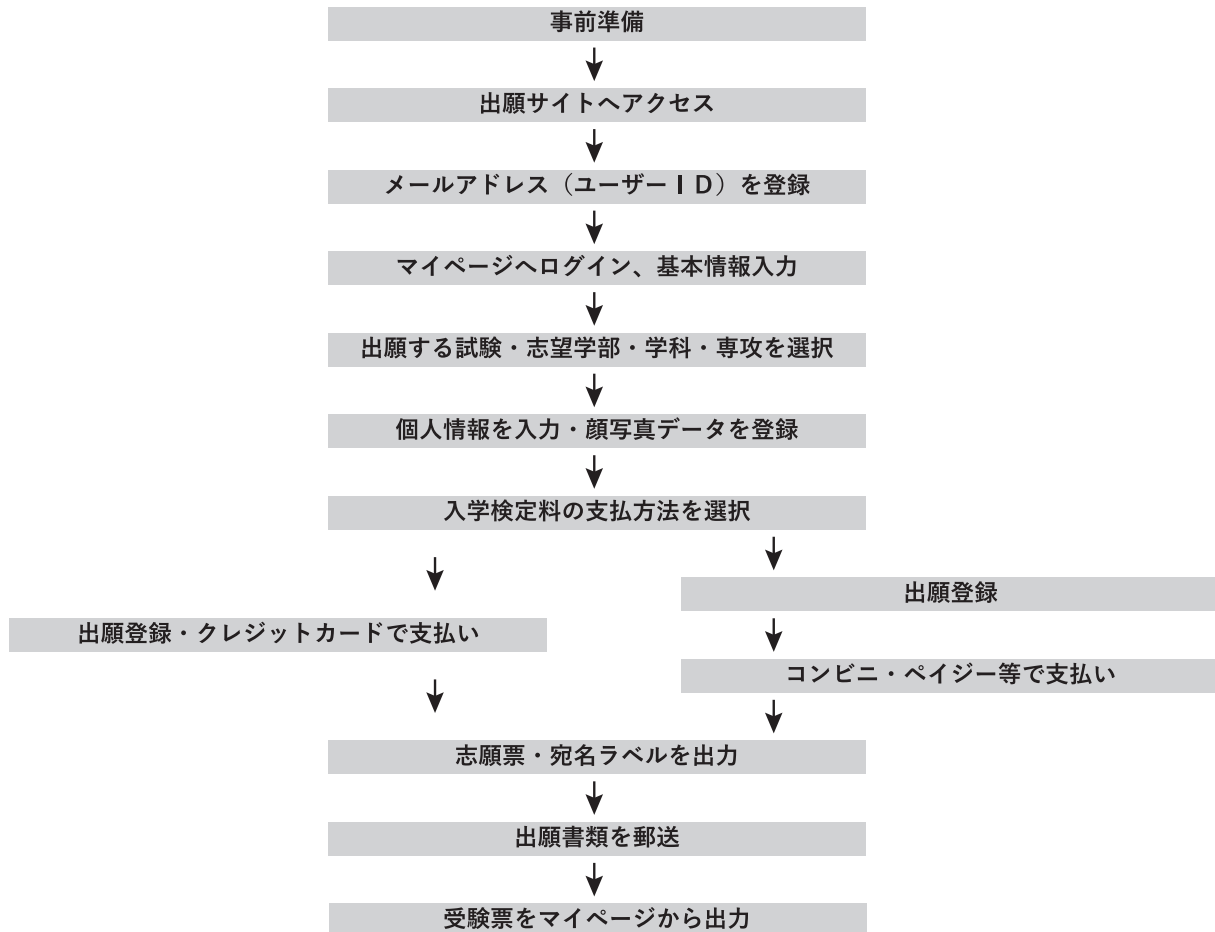 事前準備
出願サイトへアクセス
メールアドレス（ユーザーＩＤ）を登録
マイページへログイン、基本情報入力
出願する試験・志望学部・学科・専攻を選択
個人情報を入力・顔写真データを登録
入学検定料の支払方法を選択
出願登録・クレジットカードで支払い
出願登録
コンビニ・ペイジー等で支払い
志願票・宛名ラベルを出力
出願書類を郵送
受験票をマイページから出力